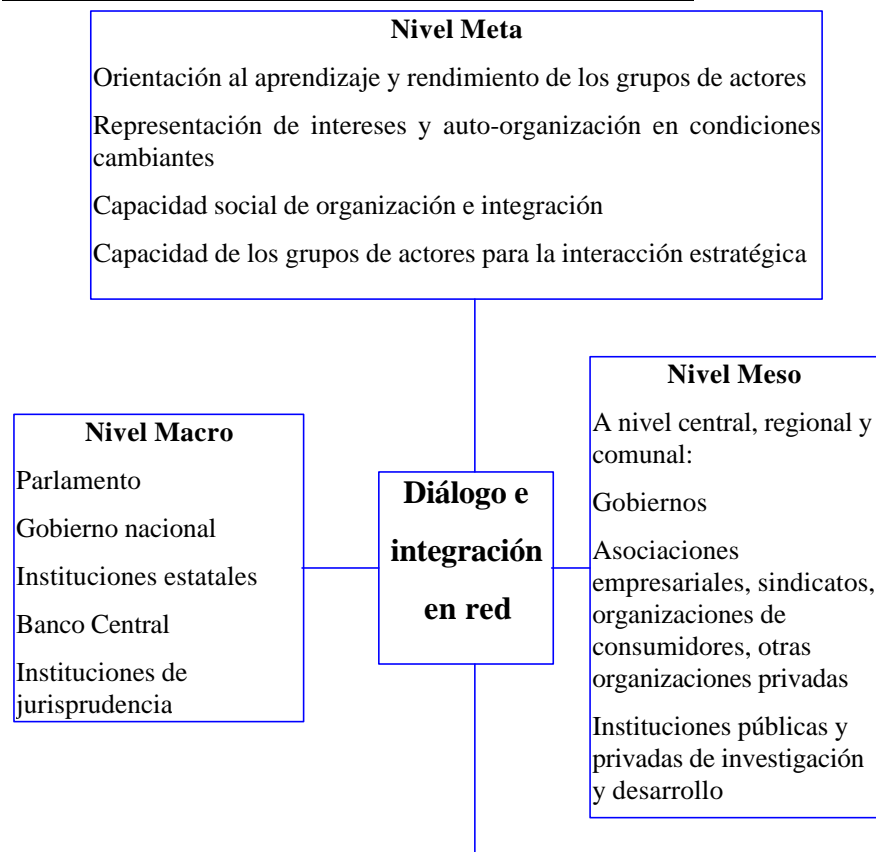 Nivel Meta
Orientación al aprendizaje y rendimiento de los grupos de actores
Representación de intereses y auto-organización en condiciones
cambiantes
Capacidad social de organización e integración
Capacidad de los grupos de actores para la interacción estratégica
Nivel Macro
Parlamento
Gobierno nacional
Instituciones estatales
Banco Central
Instituciones de
jurisprudencia
Diálogo e
integración
en red
Nivel Meso
A nivel central, regional y
comunal:
Gobiernos
Asociaciones
empresariales, sindicatos,
organizaciones de
consumidores, otras
organizaciones privadas
Instituciones públicas y
privadas de investigación
y desarrollo